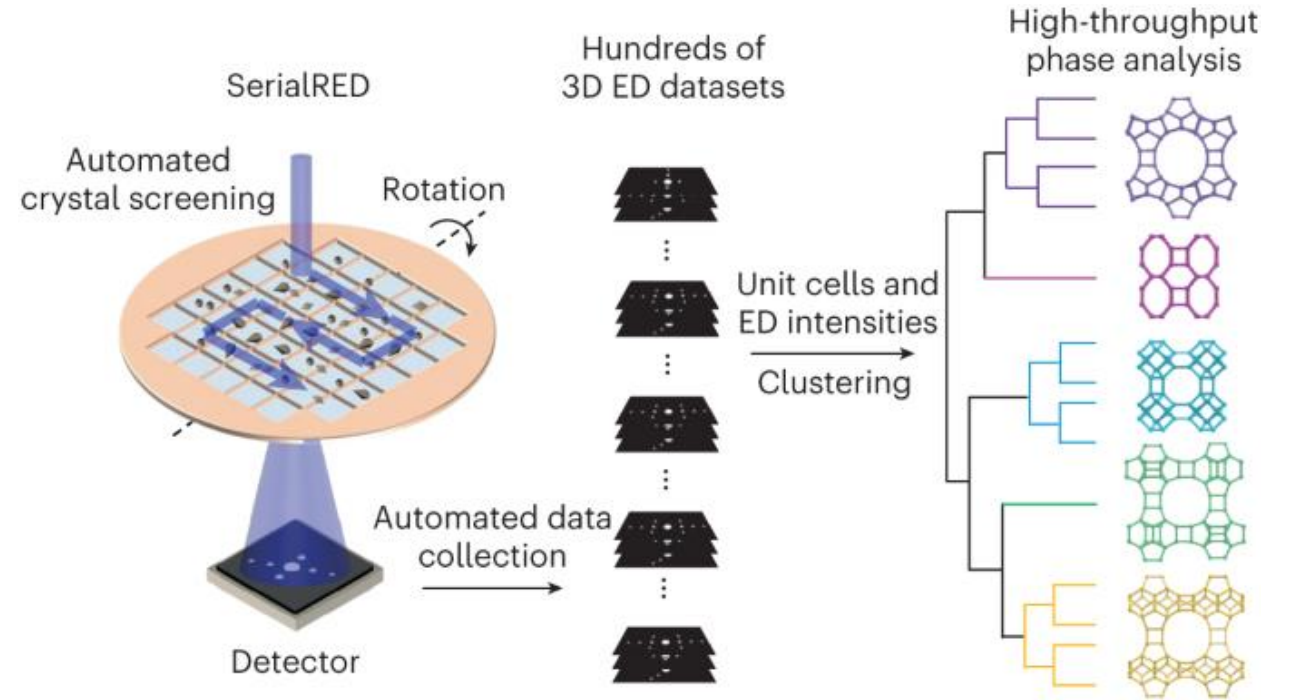 SerialRED
Automated
crystal screening
Rotation
Detector
Automated data
collection
Hundreds of
3D ED datasets
Unit cells and
ED intensities
Clustering
High-throughput
phase analysis